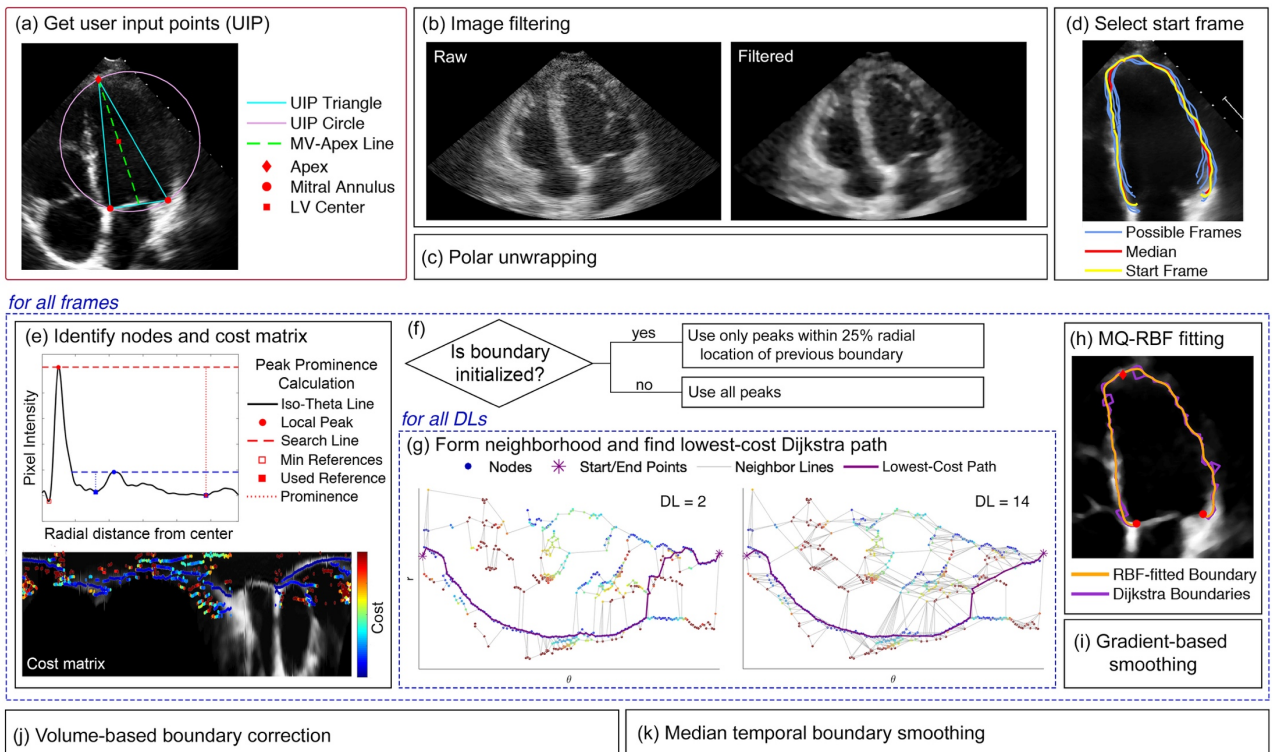 (a) Get user input points (UIP)
UIP Triangle
UIP Circle
MV-Apex Line
Apex
Mitral Annulus
LV Center
(b) Image filtering
Raw
Filtered
(c) Polar unwrapping
(d) Select start frame
Possible Frames
Median
Start Frame
for all frames
(e) Identify nodes and cost matrix
Pixel Intensity
Radial distance from center
Peak Prominence
Calculation
Iso-Theta Line
Local Peak
Search Line
Min References
Used Reference
Prominence
Cost matrix
Cost
(f)
Is boundary
initialized?
yes
Use only peaks within 25% radial
location of previous boundary
no
Use all peaks
for all DLs
(g) Form neighborhood and find lowest-cost Dijkstra path
Nodes
Start/End Points
Neighbor Lines
Lowest-Cost Path
DL = 2
DL = 14
r
θ
θ
(h) MQ-RBF fitting
RBF-fitted Boundary
Dijkstra Boundaries
(i) Gradient-based
smoothing
(j) Volume-based boundary correction
(k) Median temporal boundary smoothing